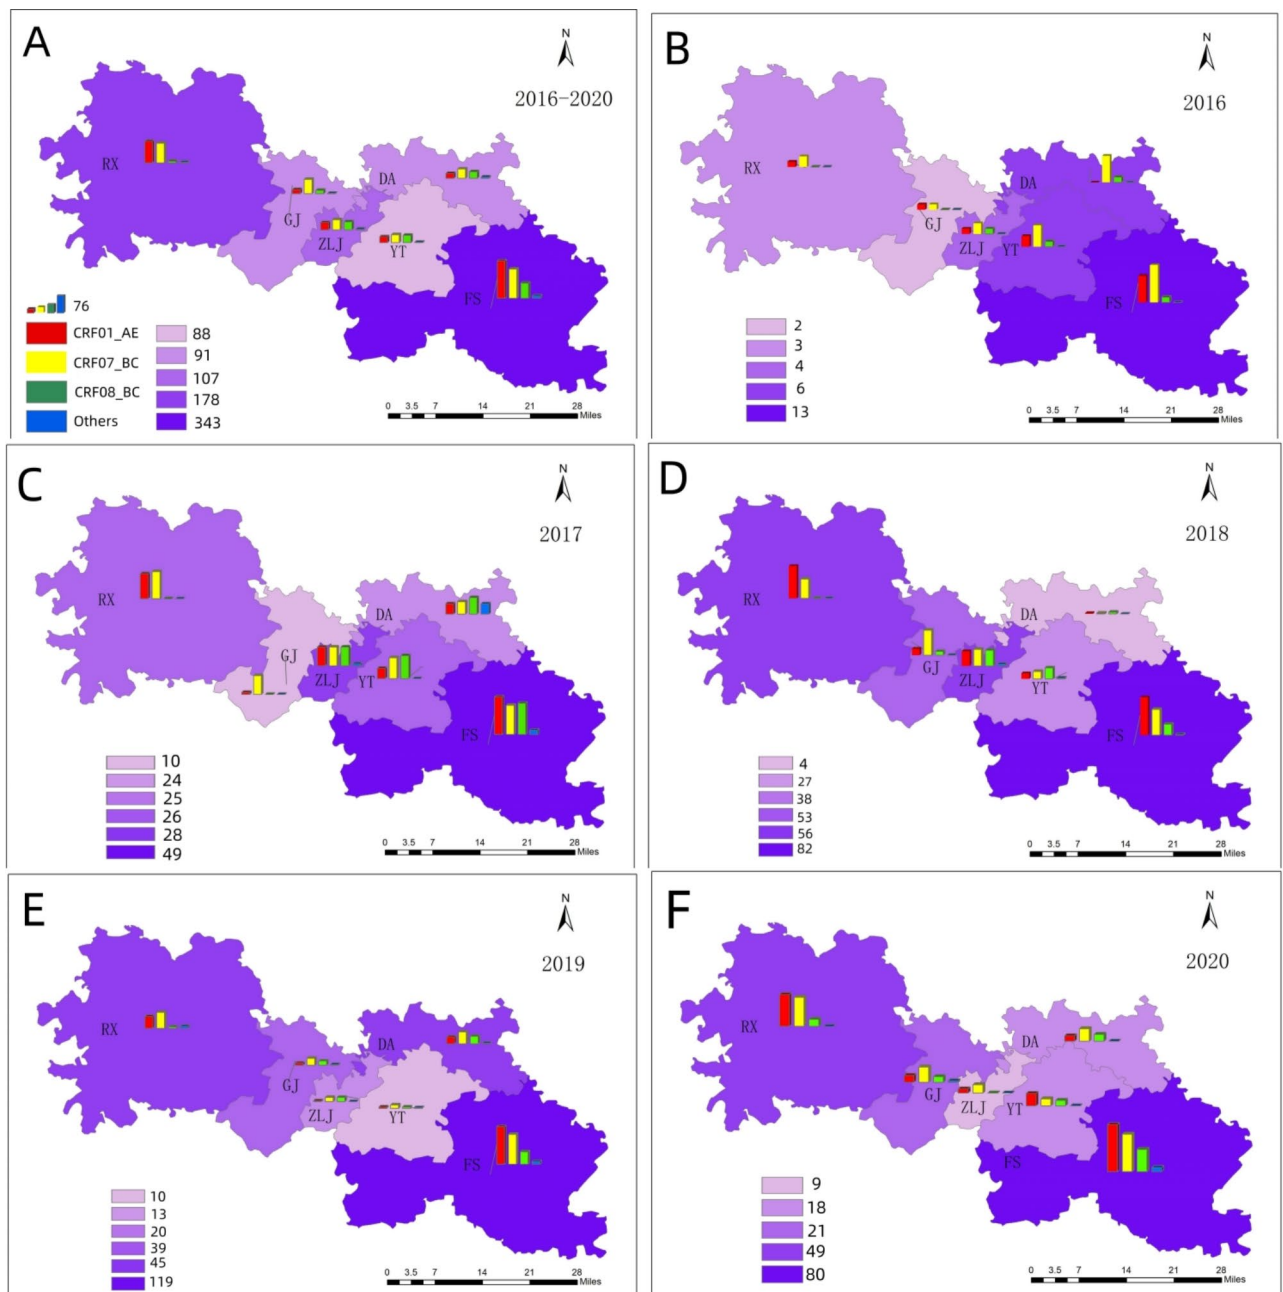 A
N
2016-2020
RX
DA
GJ
ZLJ
YT
FS
76
CRF01_AE
CRF07_BC
CRF08_BC
Others
88
91
107
178
343
0 3.5 7 14 21 28
Miles
B
N
2016
RX
DA
GJ
ZLJ
YT
FS
2
3
4
6
13
0 3.5 7 14 21 28
Miles
C
N
2017
RX
DA
GJ
ZLJ
YT
FS
10
24
25
26
28
49
0 3.5 7 14 21 28
Miles
D
N
2018
RX
DA
GJ
ZLJ
YT
FS
4
27
38
53
56
82
0 3.5 7 14 21 28
Miles
E
N
2019
RX
DA
GJ
ZLJ
YT
FS
10
13
20
39
45
119
0 3.5 7 14 21 28
Miles
F
N
2020
RX
DA
GJ
ZLJ
YT
FS
9
18
21
49
80
0 3.5 7 14 21 28
Miles